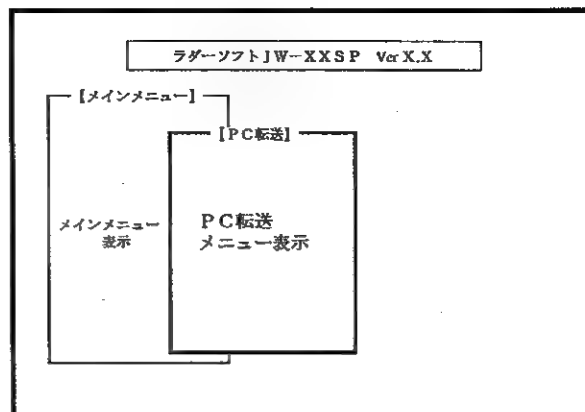 ラダーソフトJW-XXSP Ver X.X
【メインメニュー】
【PC転送】
メインメニュー
表示
PC転送
メニュー表示